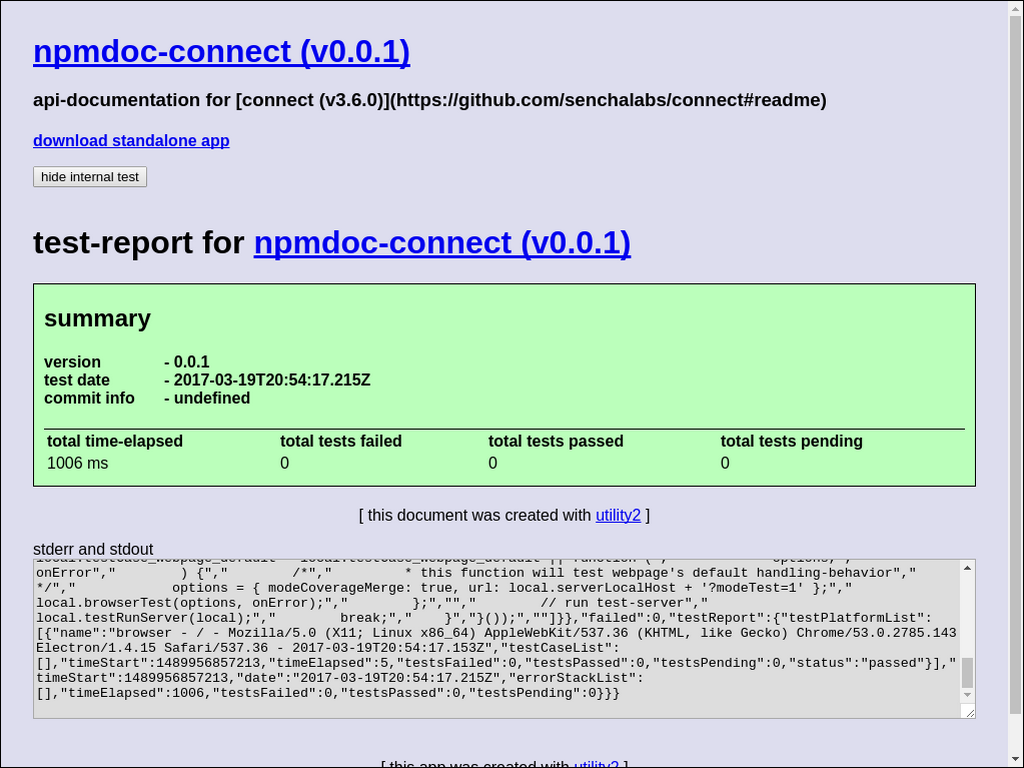 npmdoc-connect (v0.0.1)
api-documentation for [connect (v3.6.0)](https://github.com/senchalabs/connect#readme)
download standalone app
hide internal test
test-report for npmdoc-connect (v0.0.1)
summary
version - 0.0.1
test date - 2017-03-19T20:54:17.215Z
commit info - undefined
total time-elapsed total tests failed total tests passed total tests pending
1006 ms 0 0 0
[ this document was created with utility2 ]
stderr and stdout
onError","        ) {","        /*","         * this function will test webpage's default handling-behavior","
*/","            options = { modeCoverageMerge: true, url: local.serverLocalHost + '?modeTest=1' };","
local.browserTest(options, onError);","        };","","        // run test-server","
local.testRunServer(local);","        break;","    }","}());",""]}},"failed":0,"testReport":{"testPlatformList":
[{"name":"browser - / - Mozilla/5.0 (X11; Linux x86_64) AppleWebKit/537.36 (KHTML, like Gecko) Chrome/53.0.2785.143
Electron/1.4.15 Safari/537.36 - 2017-03-19T20:54:17.153Z","testCaseList":
[],"timeStart":1489956857213,"timeElapsed":5,"testsFailed":0,"testsPassed":0,"testsPending":0,"status":"passed"}],"
timeStart":1489956857213,"date":"2017-03-19T20:54:17.215Z","errorStackList":
[],"timeElapsed":1006,"testsFailed":0,"testsPassed":0,"testsPending":0}}}
[ this app was created with utility2 ]